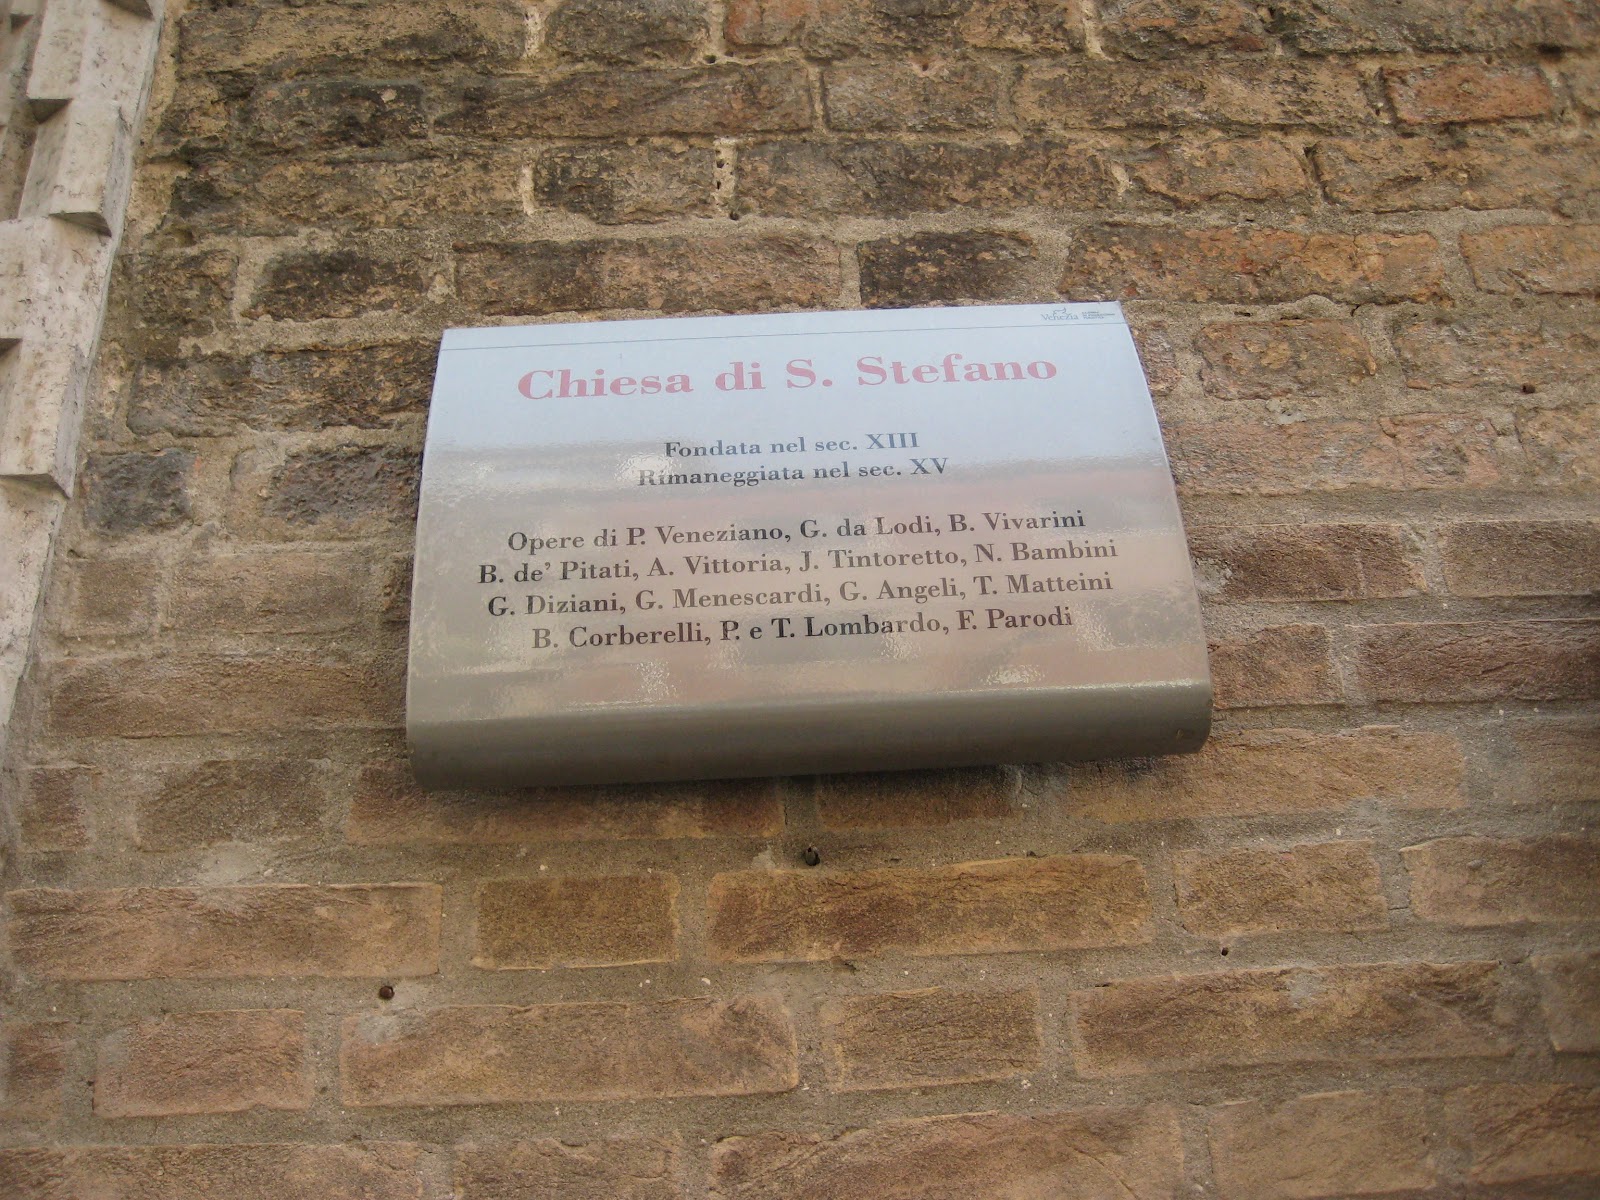 Venezia
Chiesa di S. Stefano
Fondata nel sec. XIII
Rimaneggiata nel sec. XV
Opere di P. Veneziano, G. da Lodi, B. Vivarini
B. de' Pitati, A. Vittoria, J. Tintoretto, N. Bambini
G. Diziani, G. Menescardi, G. Angeli, T. Matteini
B. Corberelli, P. e T. Lombardo, F. Parodi